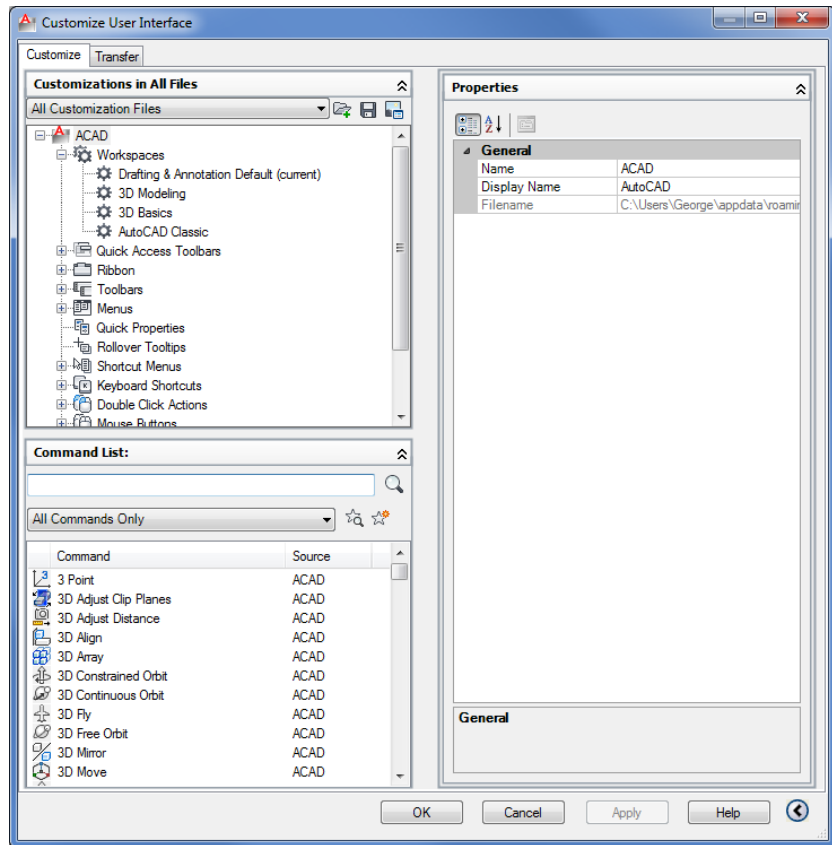 Customize User Interface
Customize Transfer
Customizations in All Files
All Customization Files
ACAD
Workspaces
Drafting & Annotation Default (current)
3D Modeling
3D Basics
AutoCAD Classic
Quick Access Toolbars
Ribbon
Toolbars
Menus
Quick Properties
Rollover Tooltips
Shortcut Menus
Keyboard Shortcuts
Double Click Actions
Mouse Buttons
Command List:
All Commands Only
Command Source
3 Point ACAD
3D Adjust Clip Planes ACAD
3D Adjust Distance ACAD
3D Align ACAD
3D Array ACAD
3D Constrained Orbit ACAD
3D Continuous Orbit ACAD
3D Fly ACAD
3D Free Orbit ACAD
3D Mirror ACAD
3D Move ACAD
Properties
General
Name ACAD
Display Name AutoCAD
Filename C:\Users\George\appdata\roamin
General
OK Cancel Apply Help